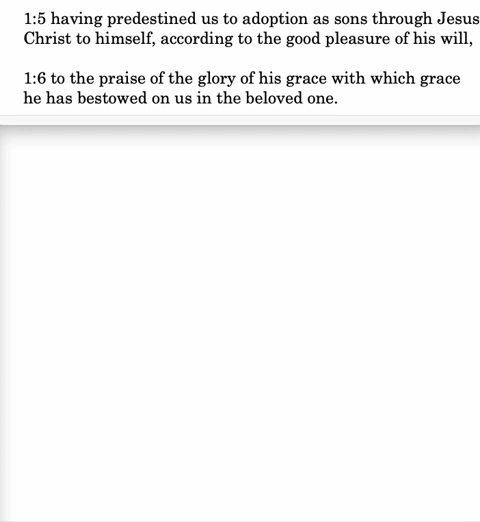 1:5 having predestined us to adoption as sons through Jesus
Christ to himself, according to the good pleasure of his will,
1:6 to the praise of the glory of his grace with which grace
he has bestowed on us in the beloved one.